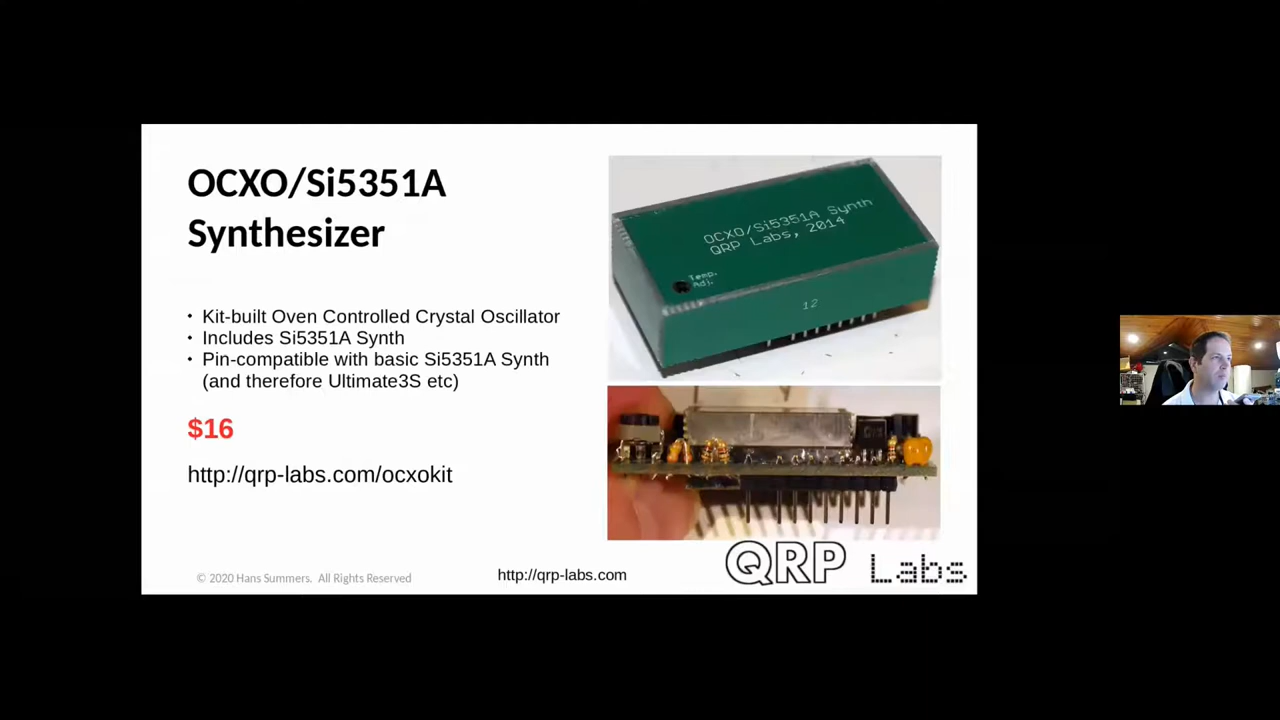 OCXO/Si5351A
Synthesizer
• Kit-built Oven Controlled Crystal Oscillator
• Includes Si5351A Synth
• Pin-compatible with basic Si5351A Synth
(and therefore Ultimate3S etc)
$16
http://qrp-labs.com/ocxokit
OCXO/Si5351A Synth
QRP Labs, 2014
Temp.
Adj.
12
© 2020 Hans Summers. All Rights Reserved
http://qrp-labs.com
QRP Labs